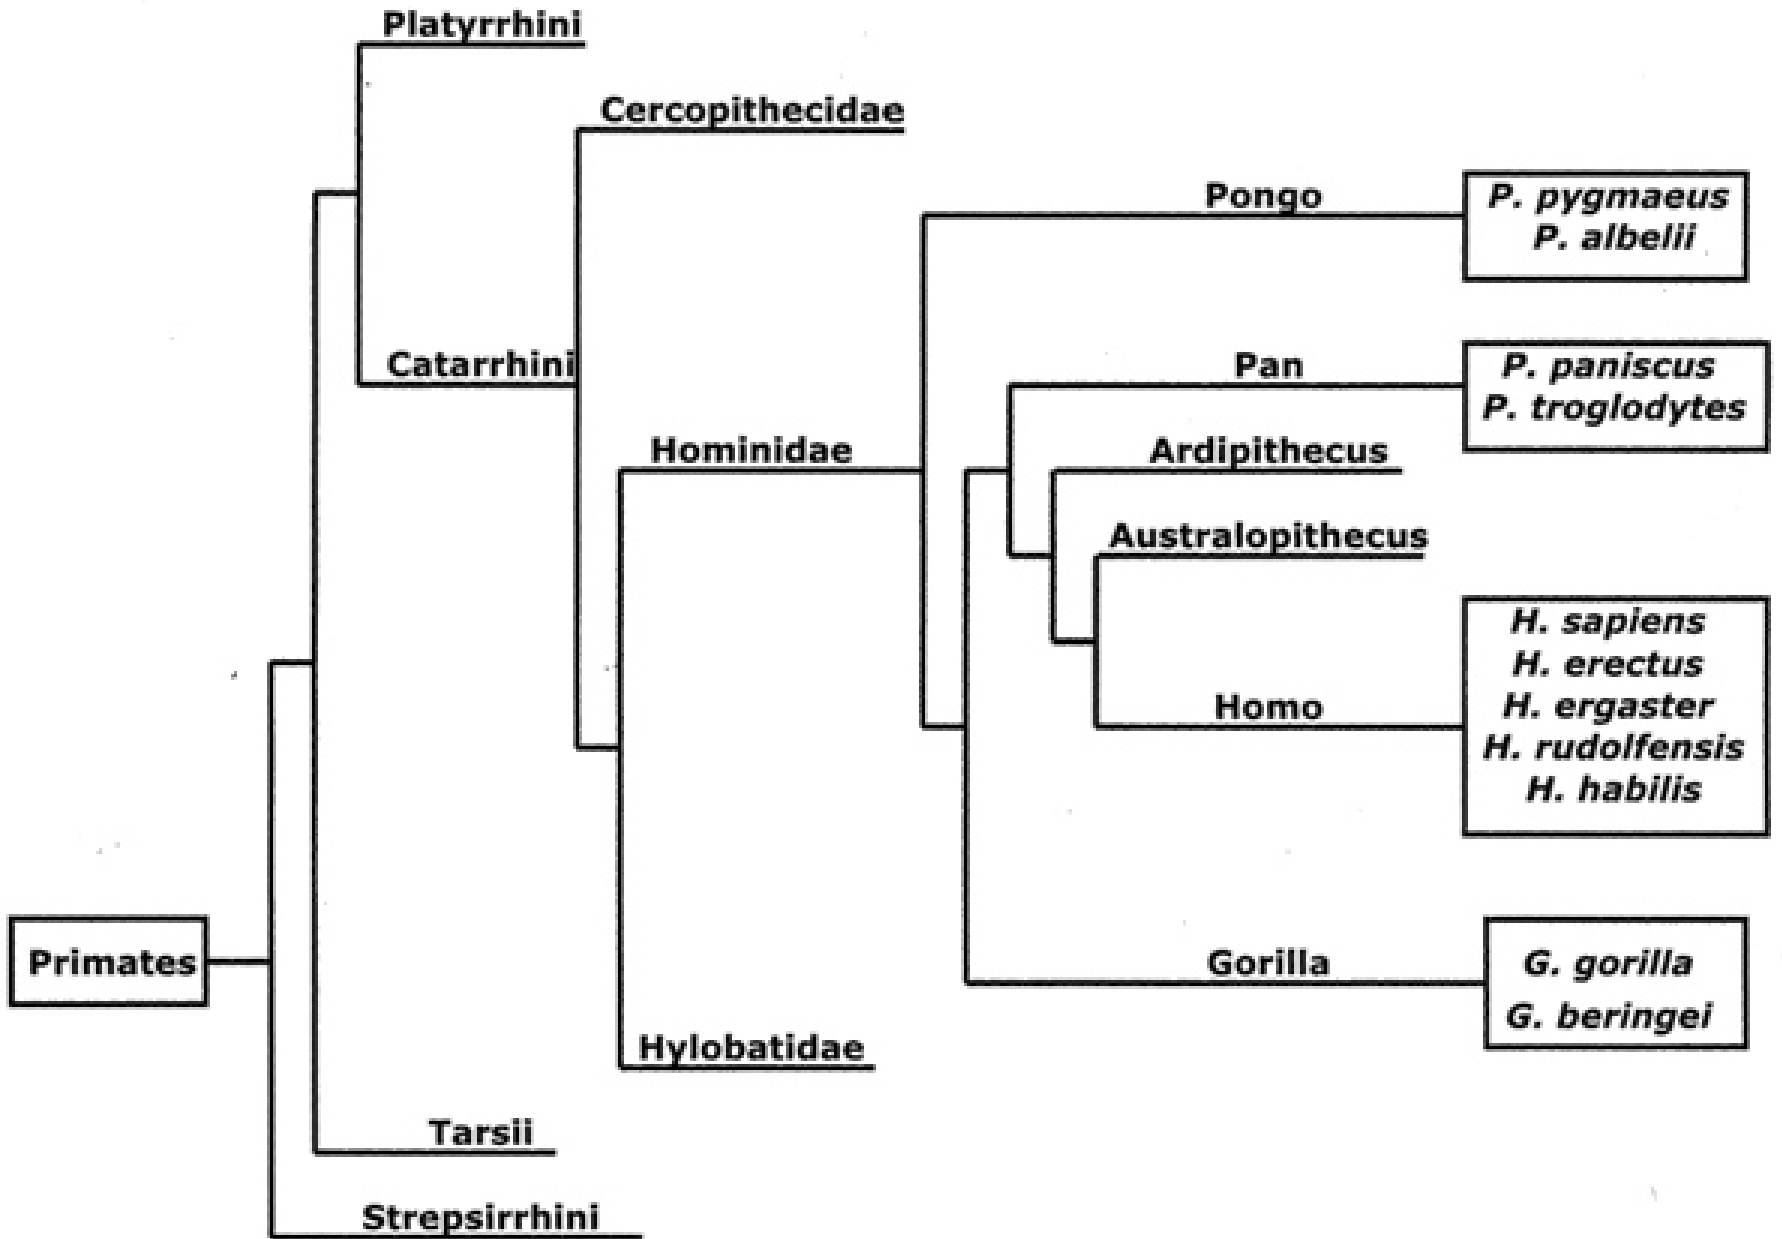 Platyrrhini
Cercopithecidae
Pongo
P. pygmaeus
P. albelii
Catarrhini
Pan
P. paniscus
P. troglodytes
Hominidae
Ardipithecus
Australopithecus
H. sapiens
H. erectus
Homo
H. ergaster
H. rudolfensis
H. habilis
Primates
Gorilla
G. gorilla
G. beringei
Hylobatidae
Tarsii
Strepsirrhini